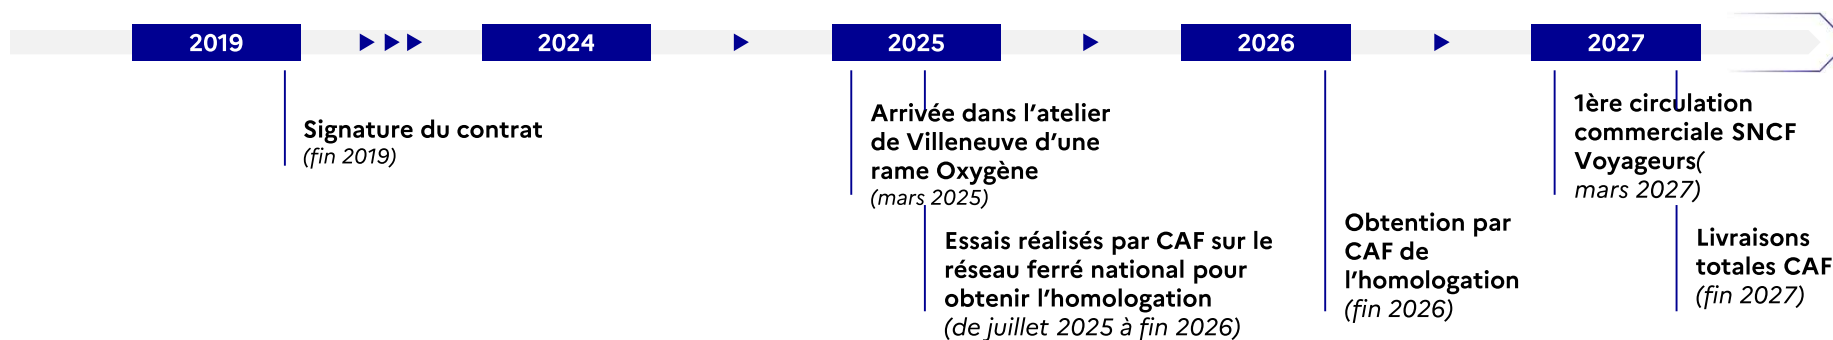 2019
2024
2025
2026
2027
Signature du contrat
(fin 2019)
Arrivée dans l'atelier
de Villeneuve d'une
rame Oxygène
(mars 2025)
Essais réalisés par CAF sur le
réseau ferré national pour
obtenir l'homologation
(de juillet 2025 à fin 2026)
Obtention par
CAF de
l'homologation
(fin 2026)
1ère circulation
commerciale SNCF
Voyageurs(
mars 2027)
Livraisons
totales CAF
(fin 2027)